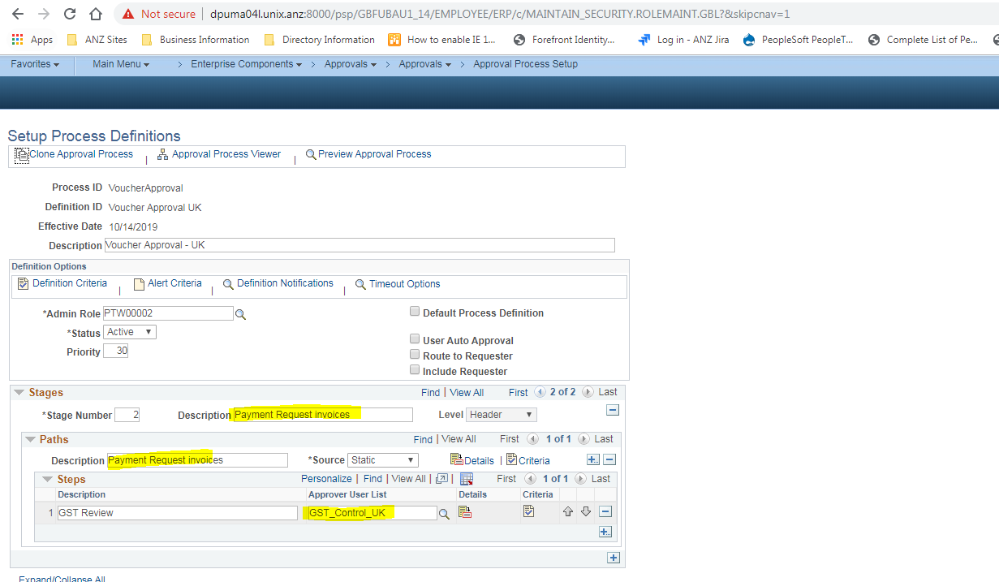 Not secure | dpuma04l.unix.anz:8000/psp/GBFUBAU1_14/EMPLOYEE/ERP/c/MAINTAIN_SECURITY.ROLEMAINT.GBL?&skipcnav=1
Apps ANZ Sites Business Information Directory Information How to enable IE 1... Forefront Identity... Log in - ANZ Jira PeopleSoft PeopleT... Complete List of Pe...
Favorites Main Menu > Enterprise Components > Approvals > Approvals > Approval Process Setup
Setup Process Definitions
Clone Approval Process | Approval Process Viewer | Preview Approval Process
Process ID VoucherApproval
Definition ID Voucher Approval UK
Effective Date 10/14/2019
Description Voucher Approval - UK
Definition Options
Definition Criteria | Alert Criteria | Definition Notifications | Timeout Options
*Admin Role PTW00002 Default Process Definition
*Status Active
User Auto Approval
Priority 30
Route to Requester
Include Requester
Stages Find | View All First 2 of 2 Last
*Stage Number 2 Description Payment Request invoices Level Header
Paths Find | View All First 1 of 1 Last
Description Payment Request invoices *Source Static Details | Criteria
Steps Personalize | Find | View All | First 1 of 1 Last
Description Approver User List Details Criteria
1 GST Review GST_Control_UK
Expand/Collapse All